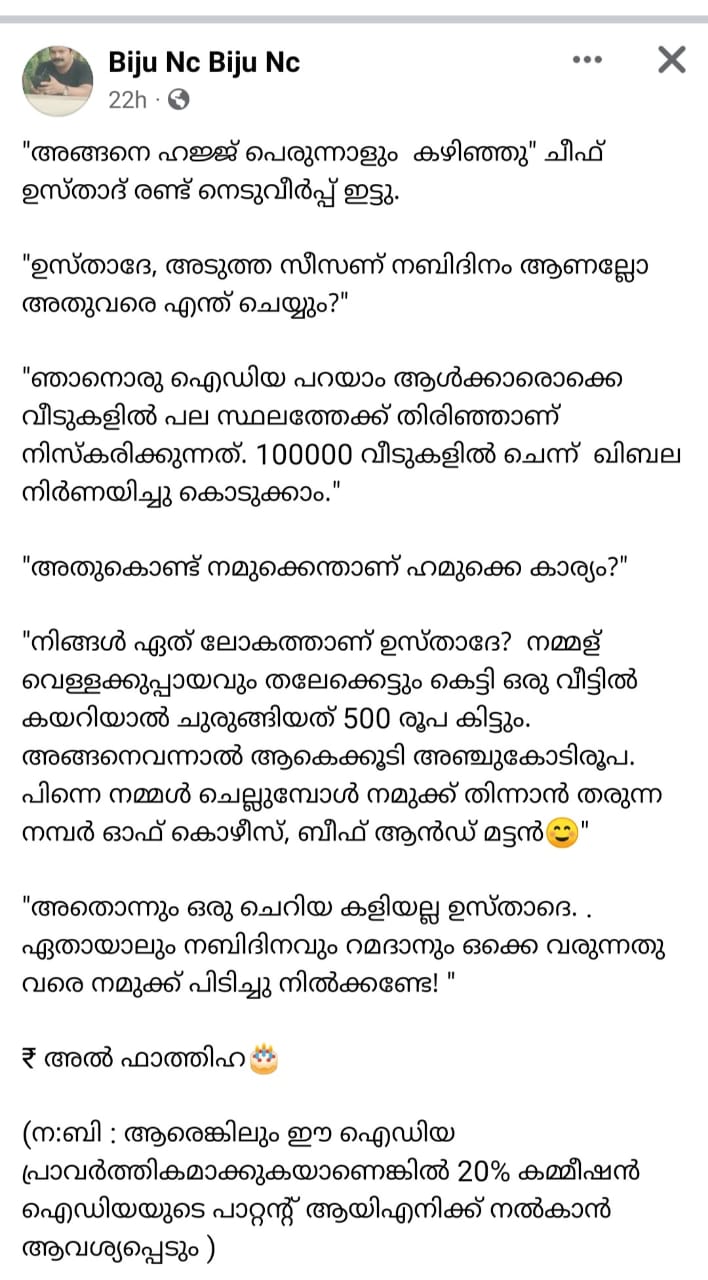 Biju Nc Biju Nc
22h
"അങ്ങനെ ഹജ്ജ് പെരുന്നാളും കഴിഞ്ഞു" ചീഫ്
ഉസ്താദ് രണ്ട് നെടുവീർപ്പ് ഇട്ടു.
"ഉസ്താദേ, അടുത്ത സീസണ് നബിദിനം ആണല്ലോ
അതുവരെ എന്ത് ചെയ്യും?"
"ഞാനൊരു ഐഡിയ പറയാം ആൾക്കാരൊക്കെ
വീടുകളിൽ പല സ്ഥലത്തേക്ക് തിരിഞ്ഞാണ്
നിസ്കരിക്കുന്നത്. 100000 വീടുകളിൽ ചെന്ന് ഖിബല
നിർണയിച്ചു കൊടുക്കാം."
"അതുകൊണ്ട് നമുക്കെന്താണ് ഹമുക്കെ കാര്യം?"
"നിങ്ങൾ ഏത് ലോകത്താണ് ഉസ്താദേ? നമ്മള്
വെള്ളക്കുപ്പായവും തലേക്കെട്ടും കെട്ടി ഒരു വീട്ടിൽ
കയറിയാൽ ചുരുങ്ങിയത് 500 രൂപ കിട്ടും.
അങ്ങനെവന്നാൽ ആകെക്കൂടി അഞ്ചുകോടിരൂപ.
പിന്നെ നമ്മൾ ചെല്ലുമ്പോൾ നമുക്ക് തിന്നാൻ തരുന്ന
നമ്പർ ഓഫ് കൊഴീസ്, ബീഫ് ആൻഡ് മട്ടൻ😊"
"അതൊന്നും ഒരു ചെറിയ കളിയല്ല ഉസ്താദെ. .
ഏതായാലും നബിദിനവും റമദാനും ഒക്കെ വരുന്നതു
വരെ നമുക്ക് പിടിച്ചു നിൽക്കണ്ടേ! "
₹ അൽ ഫാത്തിഹ🎂
(ന:ബി : ആരെങ്കിലും ഈ ഐഡിയ
പ്രാവർത്തികമാക്കുകയാണെങ്കിൽ 20% കമ്മീഷൻ
ഐഡിയയുടെ പാറ്റന്റ് ആയിഎനിക്ക് നൽകാൻ
ആവശ്യപ്പെടും )